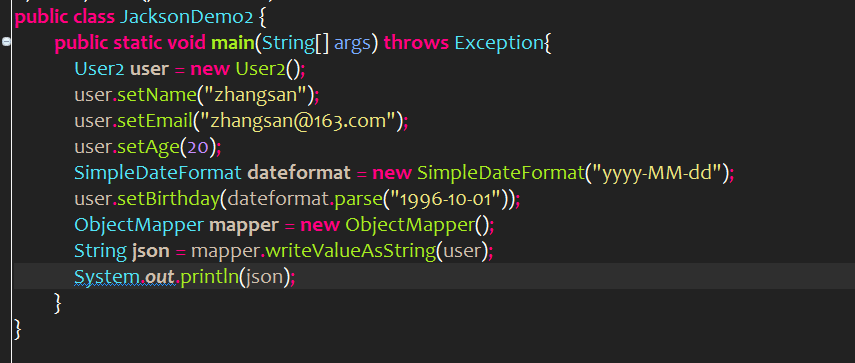 public class JacksonDemo2 {
public static void main(String[] args) throws Exception{
User2 user = new User2();
user.setName("zhangsan");
user.setEmail("zhangsan@163.com");
user.setAge(20);
SimpleDateFormat dateformat = new SimpleDateFormat("yyyy-MM-dd");
user.setBirthday(dateformat.parse("1996-10-01"));
ObjectMapper mapper = new ObjectMapper();
String json = mapper.writeValueAsString(user);
System.out.println(json);
}
}